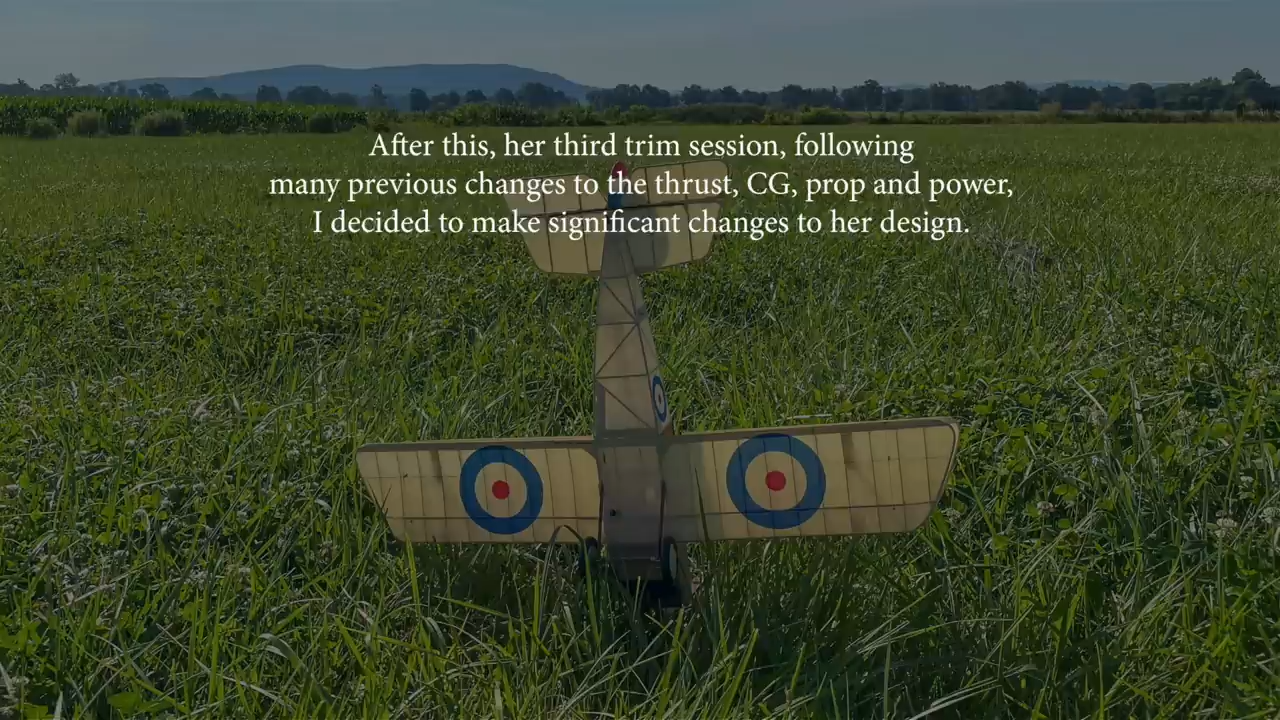 After this, her third trim session, following
many previous changes to the thrust, CG, prop and power,
I decided to make significant changes to her design.